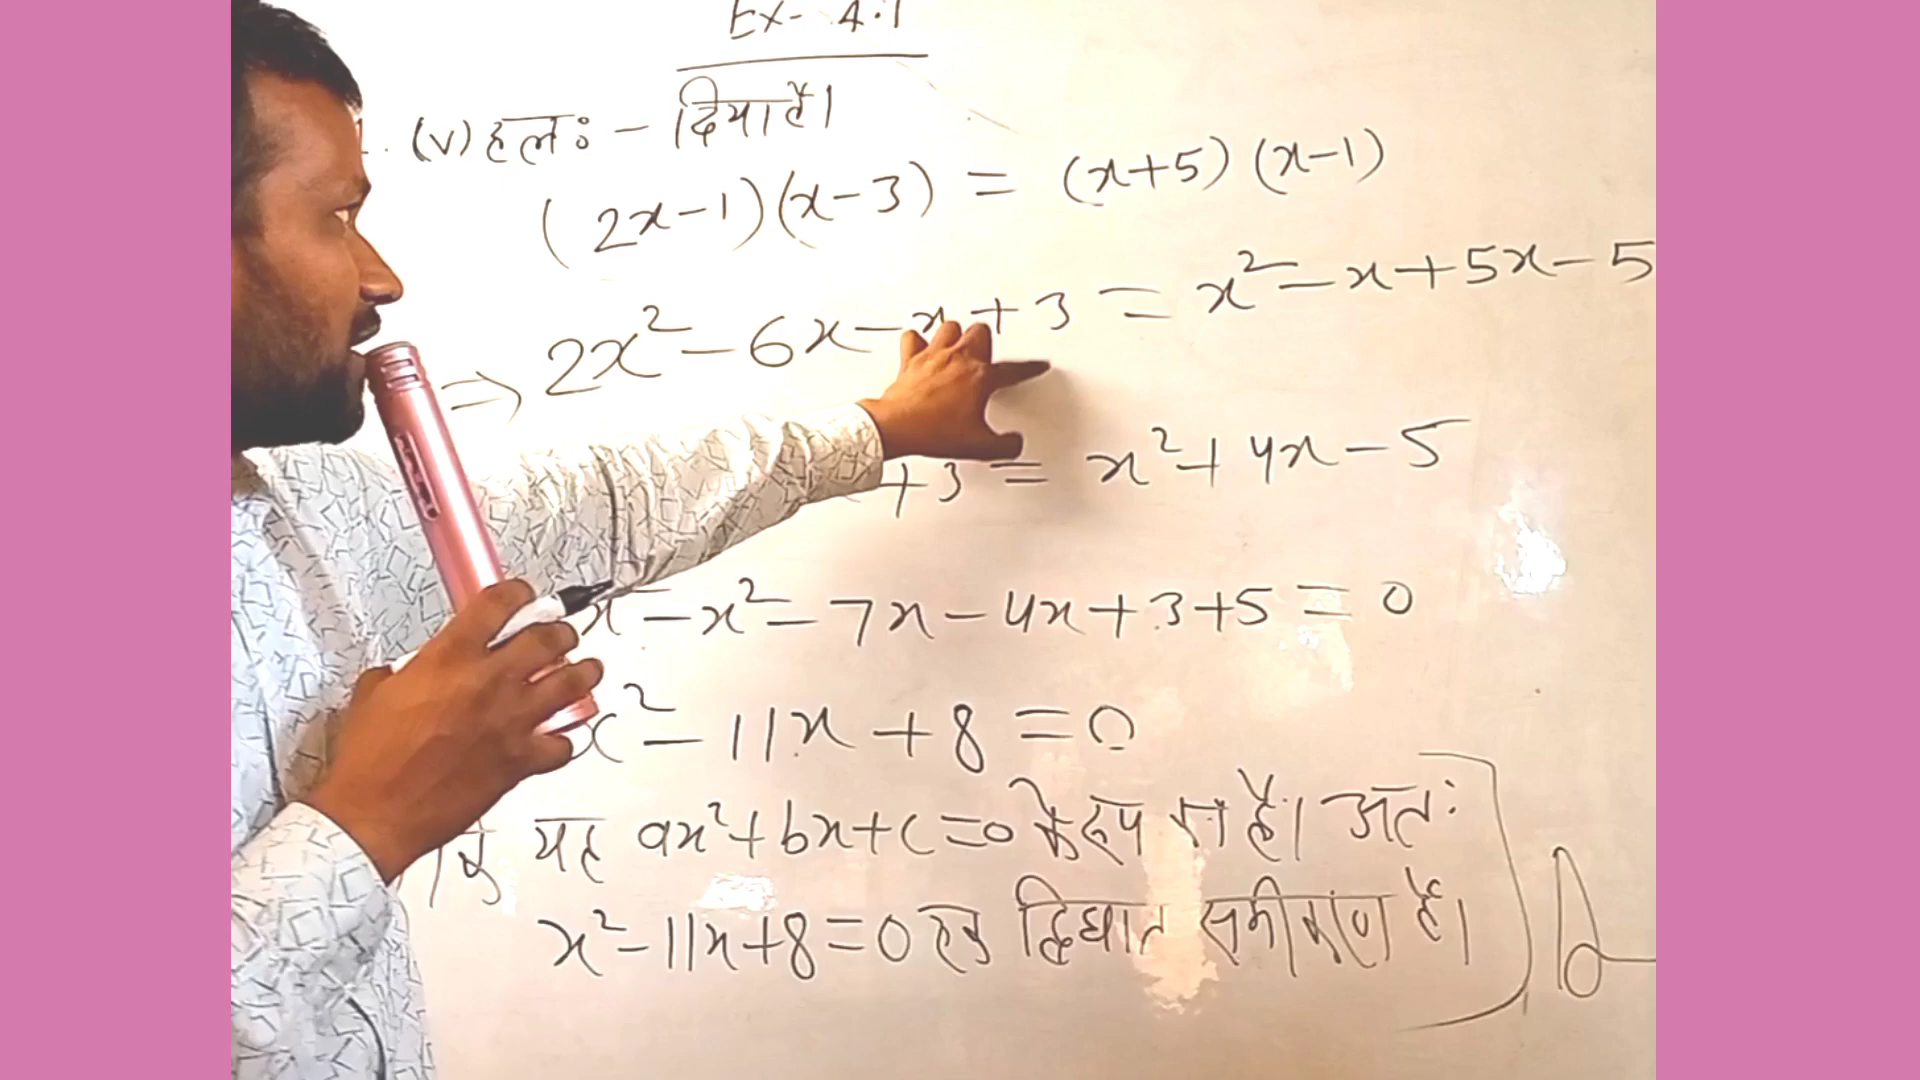 Ex- 4.1
(v) हलः - दिया है।
(2x-1)(x-3) = (x+5)(x-1)
⇒ 2x²-6x-x+3 = x²-x+5x-5
+3 = x²+4x-5
x-x²-7x-4x+3+5=0
x²-11x+8=0
यह ax²+bx+c=0 के रूप का है। अतः
x²-11x+8=0 एक द्विघात समीकरण है।